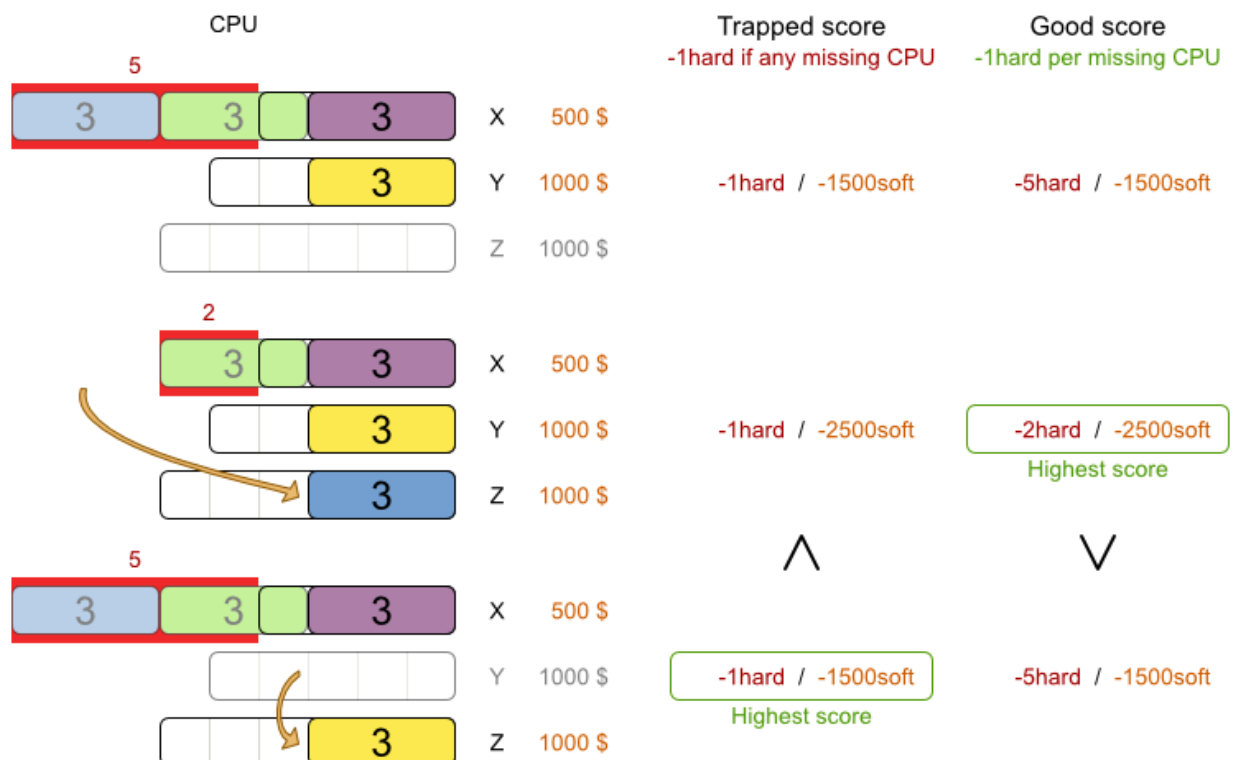 CPU Trapped score Good score
-1hard if any missing CPU -1hard per missing CPU
5
3 3 3 X 500 $
3 Y 1000 $ -1hard / -1500soft -5hard / -1500soft
Z 1000 $
2
3 3 X 500 $
3 Y 1000 $ -1hard / -2500soft -2hard / -2500soft
Highest score
3 Z 1000 $
5
3 3 3 X 500 $
Y 1000 $ -1hard / -1500soft -5hard / -1500soft
Highest score
3 Z 1000 $